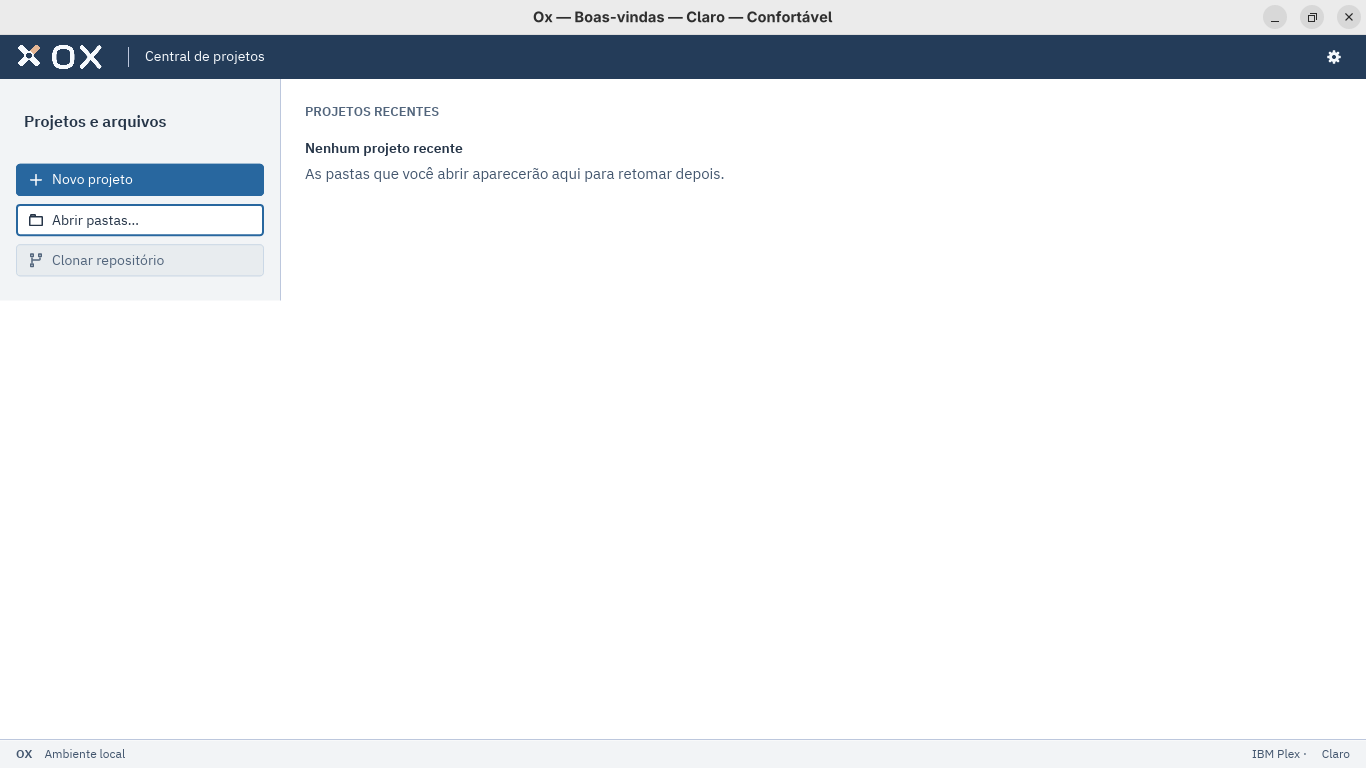 Ox — Boas-vindas — Claro — Confortável
OX
Central de projetos
Projetos e arquivos
Novo projeto
Abrir pastas...
Clonar repositório
PROJETOS RECENTES
Nenhum projeto recente
As pastas que você abrir aparecerão aqui para retomar depois.
OX Ambiente local
IBM Plex · Claro